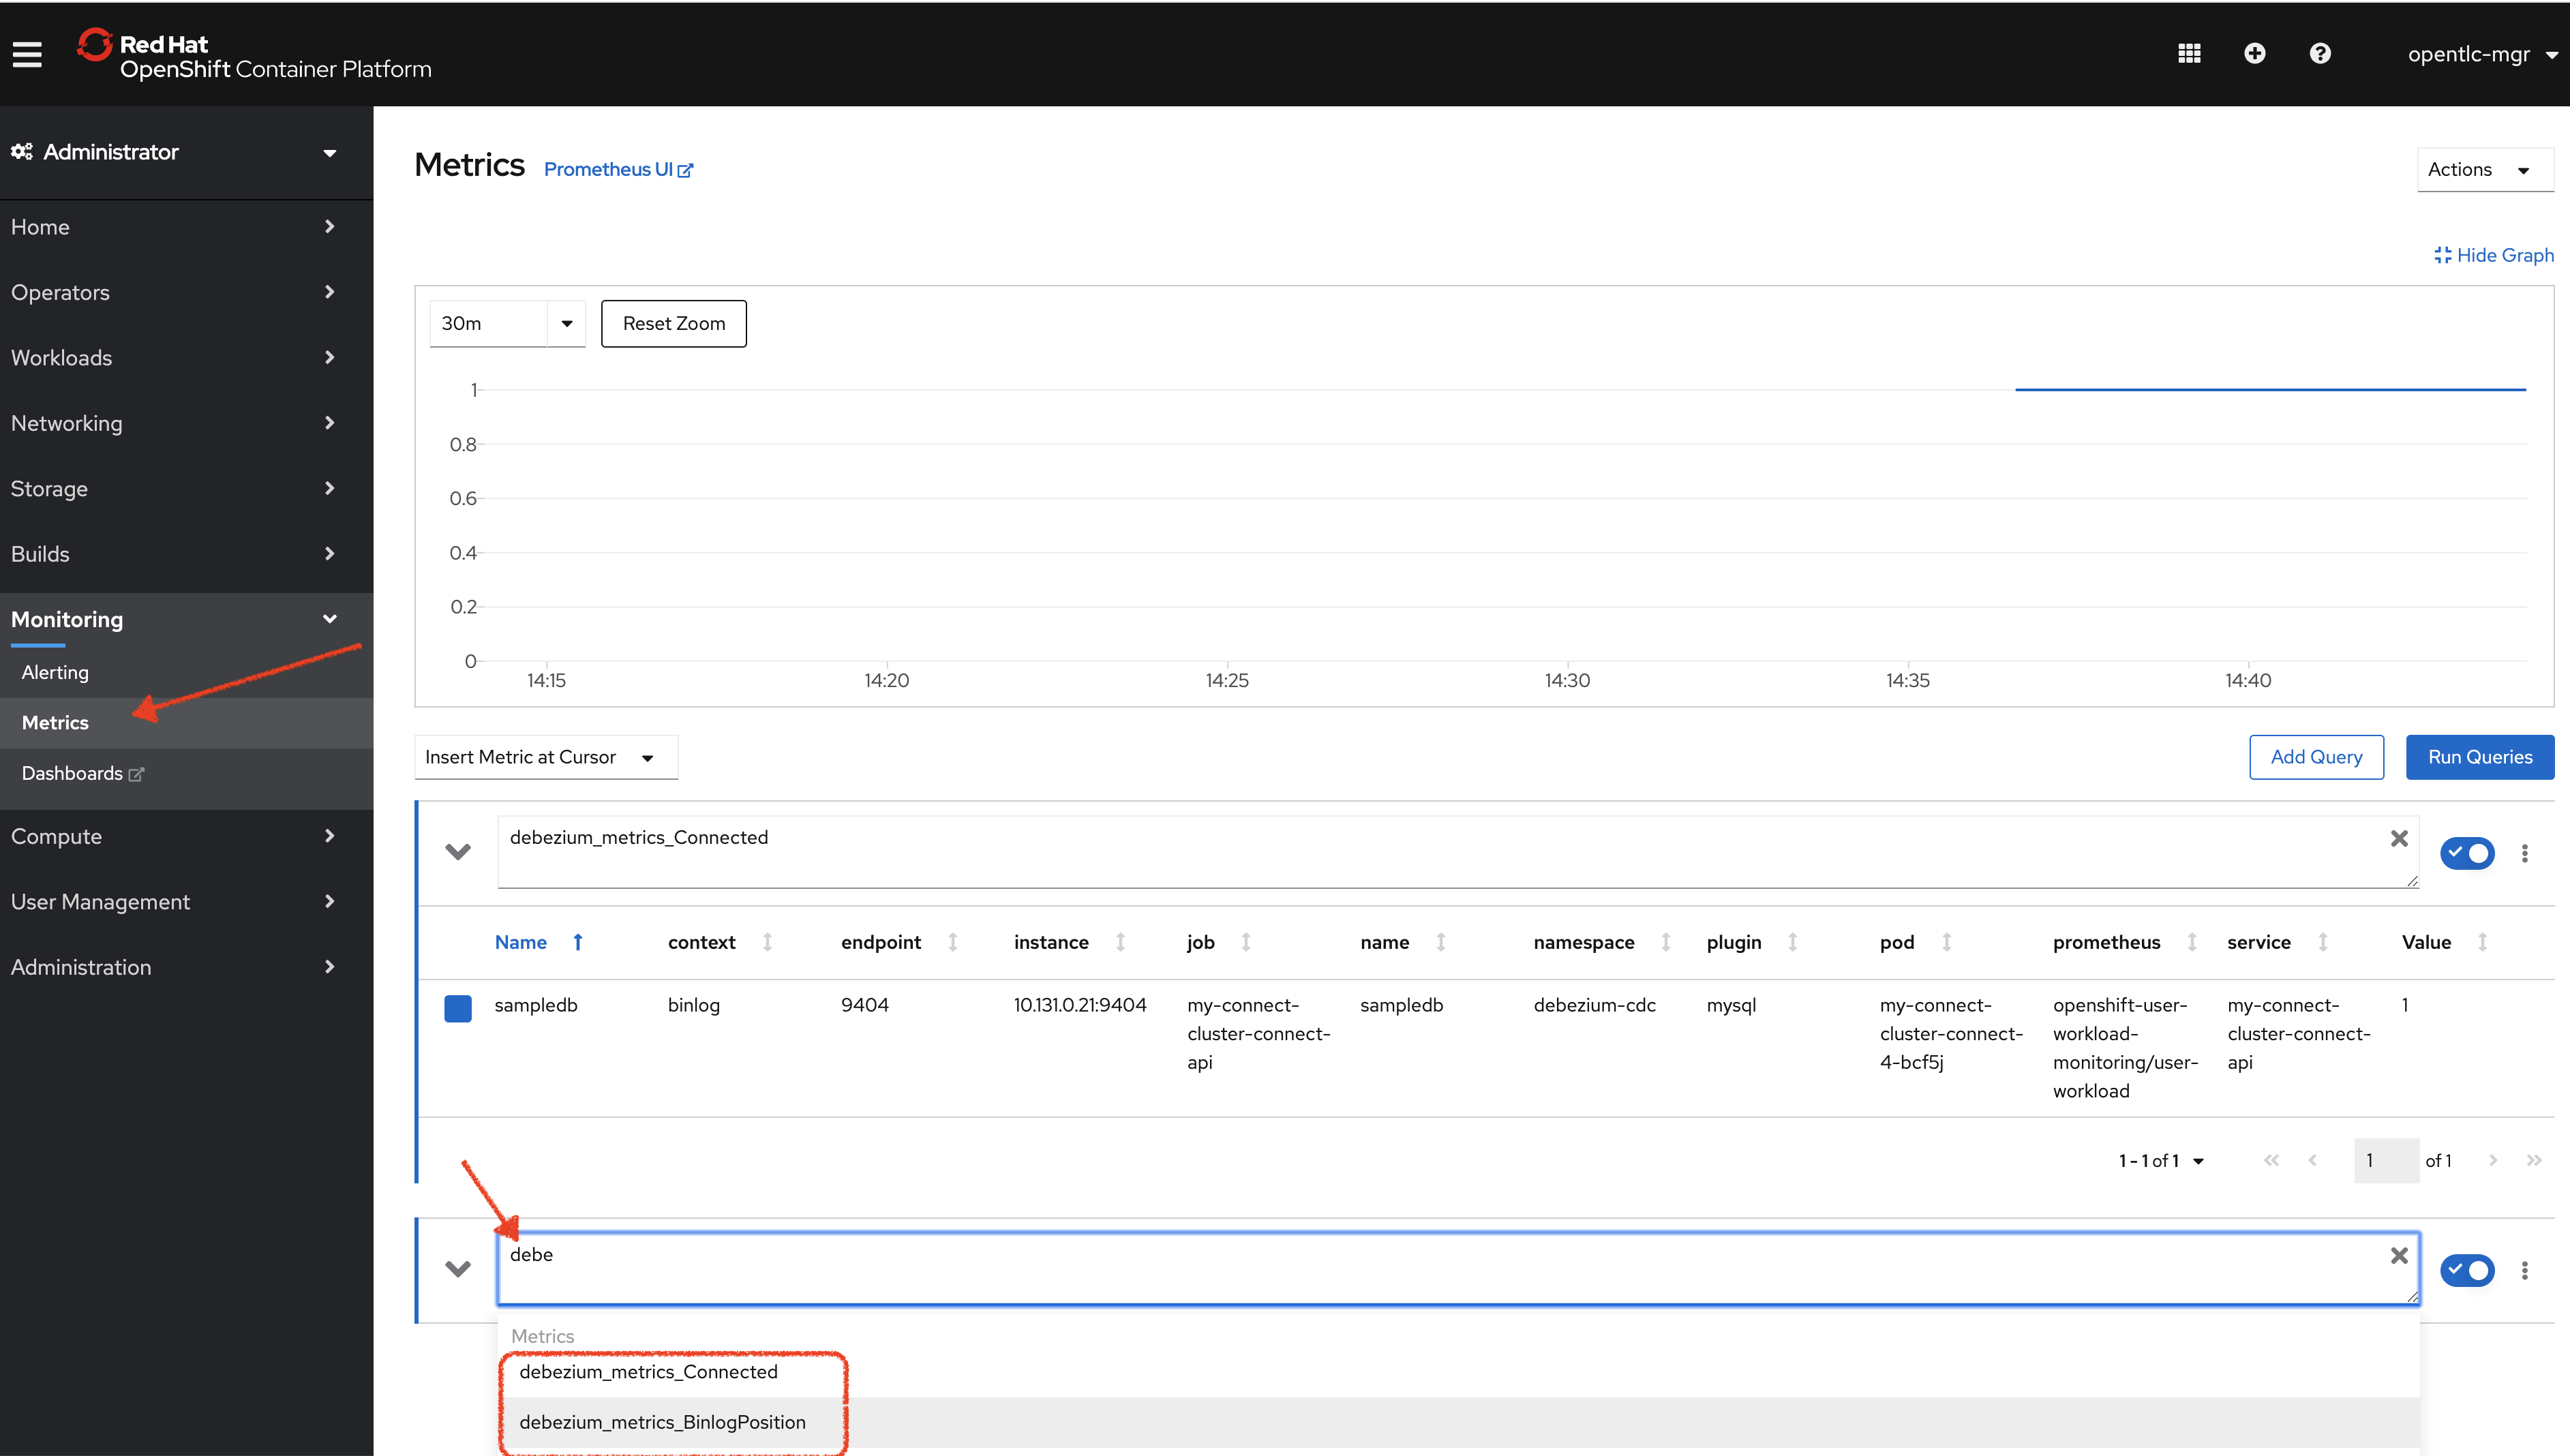 Red Hat
OpenShift Container Platform
opentlc-mgr
Administrator
Home
Operators
Workloads
Networking
Storage
Builds
Monitoring
Alerting
Metrics
Dashboards
Compute
User Management
Administration
Metrics Prometheus UI
Actions
Hide Graph
30m Reset Zoom
1
0.8
0.6
0.4
0.2
0
14:15 14:20 14:25 14:30 14:35 14:40
Insert Metric at Cursor Add Query Run Queries
debezium_metrics_Connected
Name context endpoint instance job name namespace plugin pod prometheus service Value
sampledb binlog 9404 10.131.0.21:9404 my-connect- sampledb debezium-cdc mysql my-connect- openshift-user- my-connect- 1
cluster-connect- cluster-connect- workload- cluster-connect-
api 4-bcf5j monitoring/user- api
workload
1 - 1 of 1 1 of 1
debe
Metrics
debezium_metrics_Connected
debezium_metrics_BinlogPosition